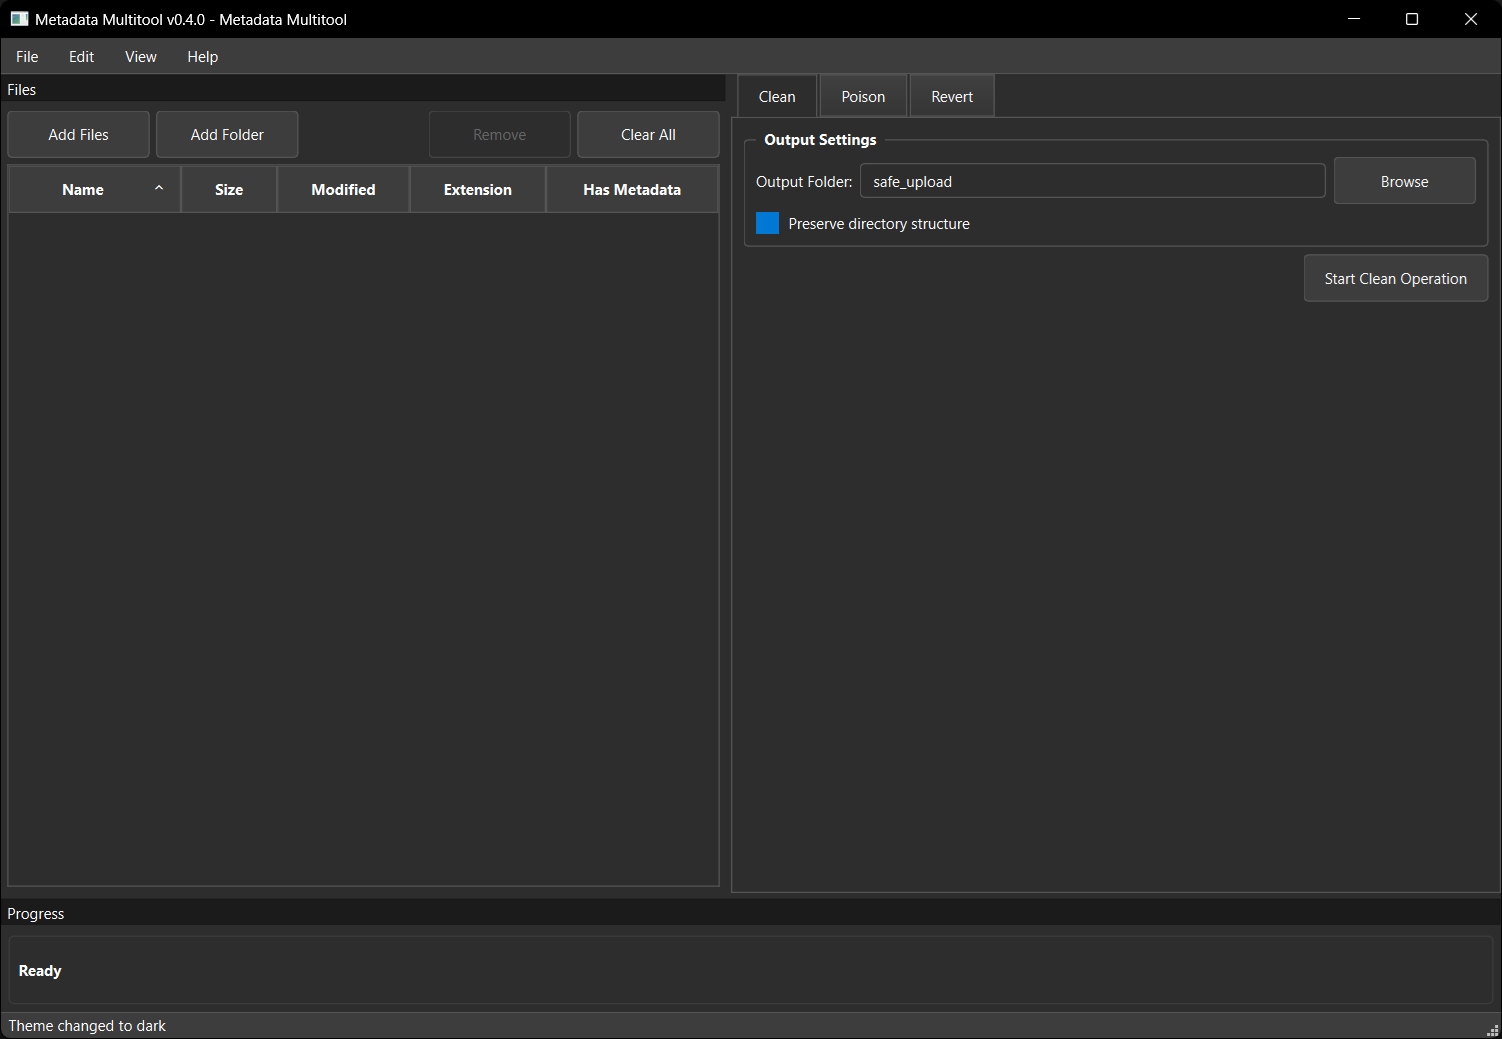 Metadata Multitool v0.4.0 - Metadata Multitool
File Edit View Help
Files
Add Files Add Folder Remove Clear All
Name Size Modified Extension Has Metadata
Clean Poison Revert
Output Settings
Output Folder: safe_upload Browse
Preserve directory structure
Start Clean Operation
Progress
Ready
Theme changed to dark